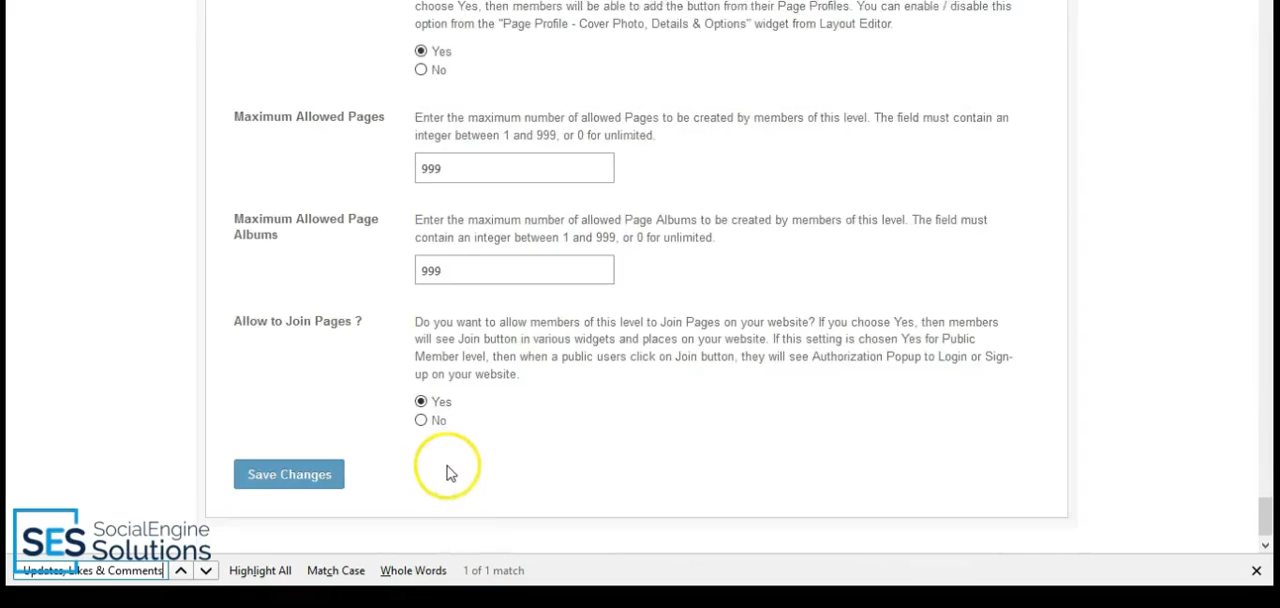 choose Yes, then members will be able to add the button from their Page Profiles. You can enable / disable this
option from the "Page Profile - Cover Photo, Details & Options" widget from Layout Editor.
Yes
No
Maximum Allowed Pages
Enter the maximum number of allowed Pages to be created by members of this level. The field must contain an
integer between 1 and 999, or 0 for unlimited.
999
Maximum Allowed Page
Albums
Enter the maximum number of allowed Page Albums to be created by members of this level. The field must
contain an integer between 1 and 999, or 0 for unlimited.
999
Allow to Join Pages ?
Do you want to allow members of this level to Join Pages on your website? If you choose Yes, then members
will see Join button in various widgets and places on your website. If this setting is chosen Yes for Public
Member level, then when a public users click on Join button, they will see Authorization Popup to Login or Sign-
up on your website.
Yes
No
Save Changes
SES SocialEngine
Solutions
Updates, Likes & Comments
Highlight All Match Case Whole Words 1 of 1 match